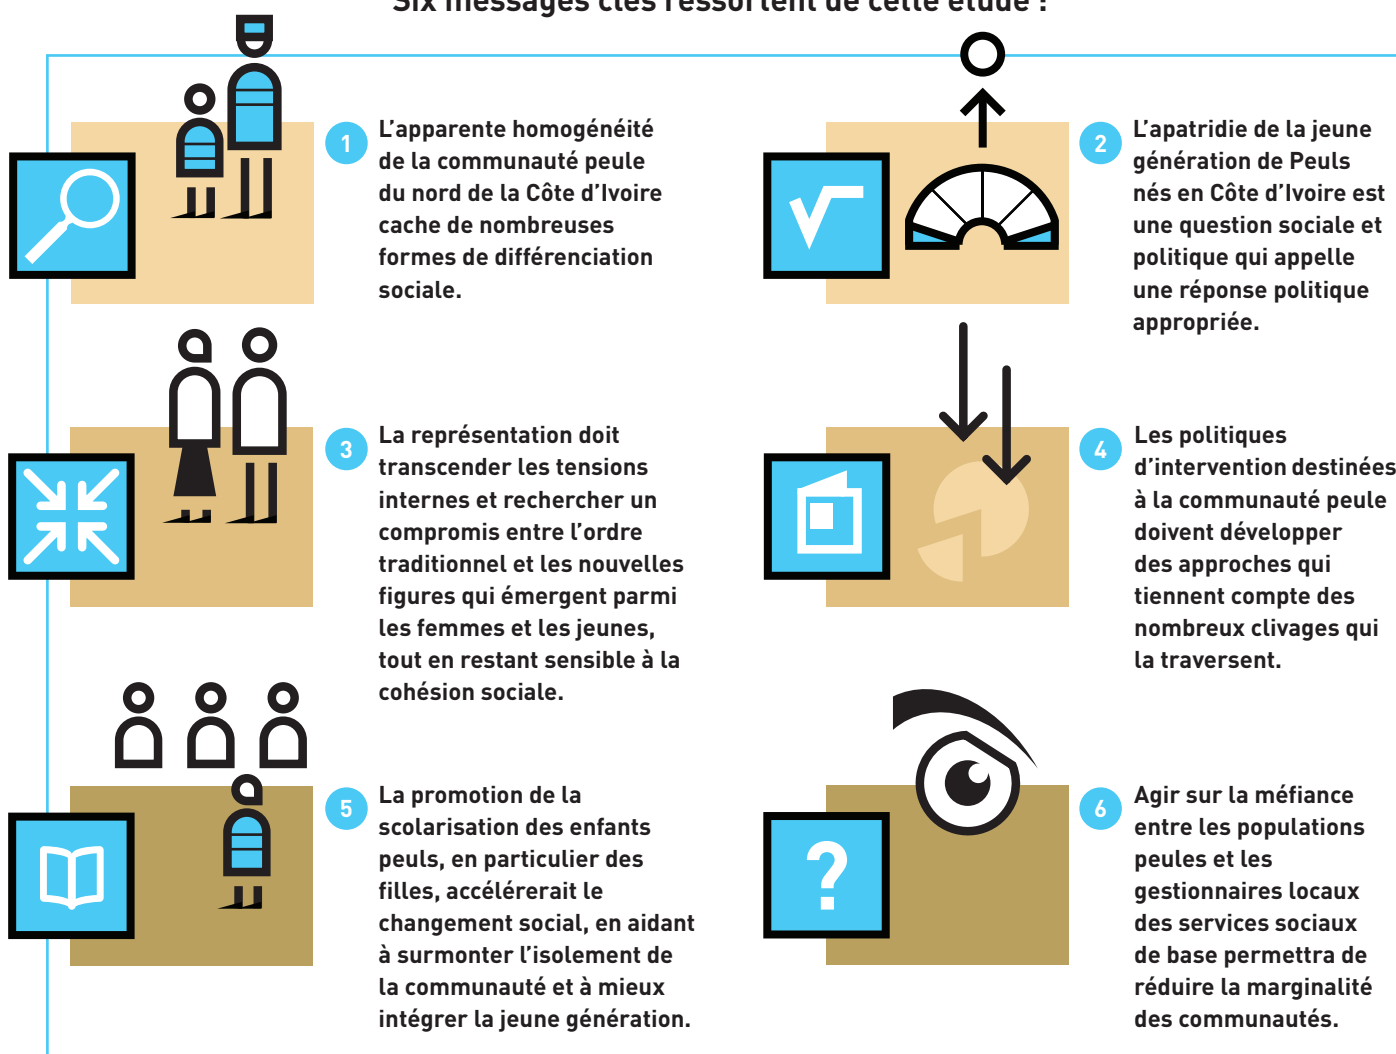 Six messages clés ressortent de cette étude :
1
L’apparente homogénéité
de la communauté peule
du nord de la Côte d’Ivoire
cache de nombreuses
formes de différenciation
sociale.
2
L’apatridie de la jeune
génération de Peuls
nés en Côte d’Ivoire est
une question sociale et
politique qui appelle
une réponse politique
appropriée.
3
La représentation doit
transcender les tensions
internes et rechercher un
compromis entre l’ordre
traditionnel et les nouvelles
figures qui émergent parmi
les femmes et les jeunes,
tout en restant sensible à la
cohésion sociale.
4
Les politiques
d’intervention destinées
à la communauté peule
doivent développer
des approches qui
tiennent compte des
nombreux clivages qui
la traversent.
5
La promotion de la
scolarisation des enfants
peuls, en particulier des
filles, accélérerait le
changement social, en aidant
à surmonter l’isolement de
la communauté et à mieux
intégrer la jeune génération.
?
6
Agir sur la méfiance
entre les populations
peules et les
gestionnaires locaux
des services sociaux
de base permettra de
réduire la marginalité
des communautés.